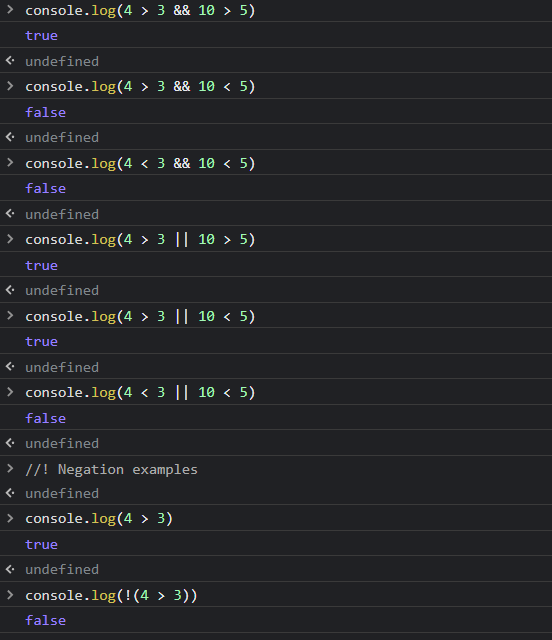 console.log(4 > 3 && 10 > 5)
true
undefined
console.log(4 > 3 && 10 < 5)
false
undefined
console.log(4 < 3 && 10 < 5)
false
undefined
console.log(4 > 3 || 10 > 5)
true
undefined
console.log(4 > 3 || 10 < 5)
true
undefined
console.log(4 < 3 || 10 < 5)
false
undefined
//! Negation examples
undefined
console.log(4 > 3)
true
undefined
console.log(!(4 > 3))
false